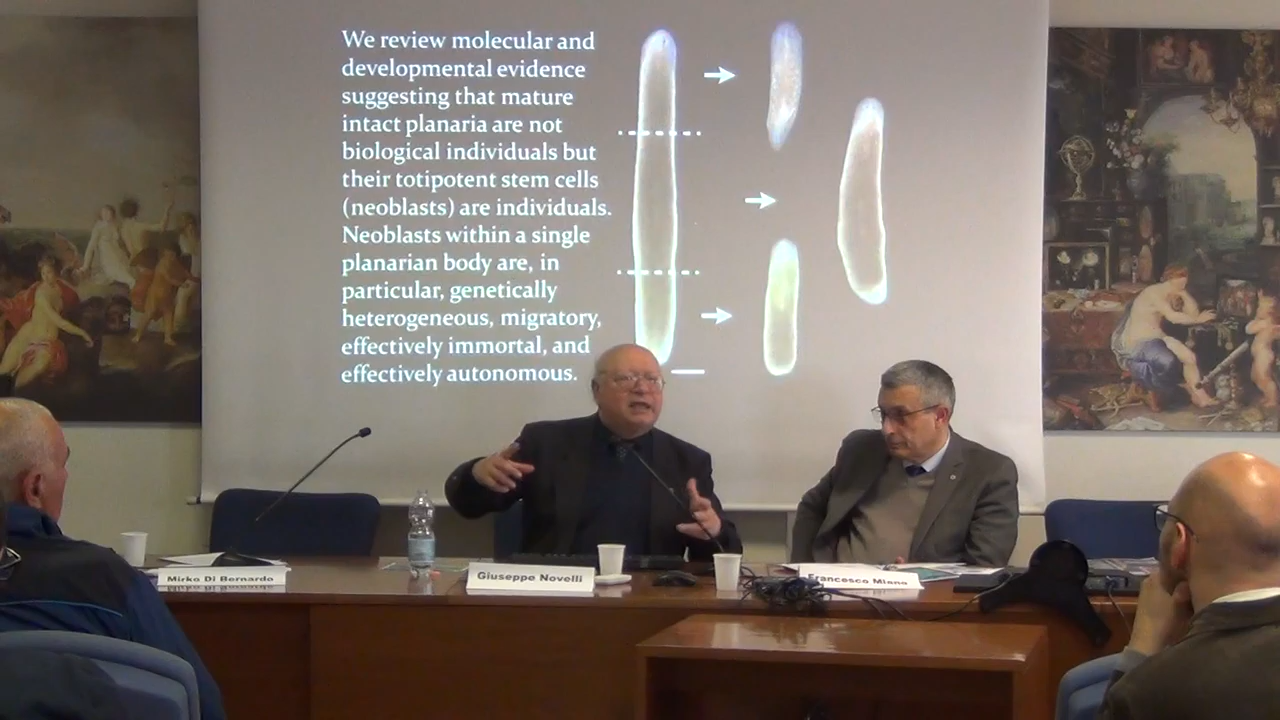 We review molecular and
developmental evidence
suggesting that mature
intact planaria are not
biological individuals but
their totipotent stem cells
(neoblasts) are individuals.
Neoblasts within a single
planarian body are, in
particular, genetically
heterogeneous, migratory,
effectively immortal, and
effectively autonomous.
Mirko Di Bernardo
Giuseppe Novelli
Francesco Miano